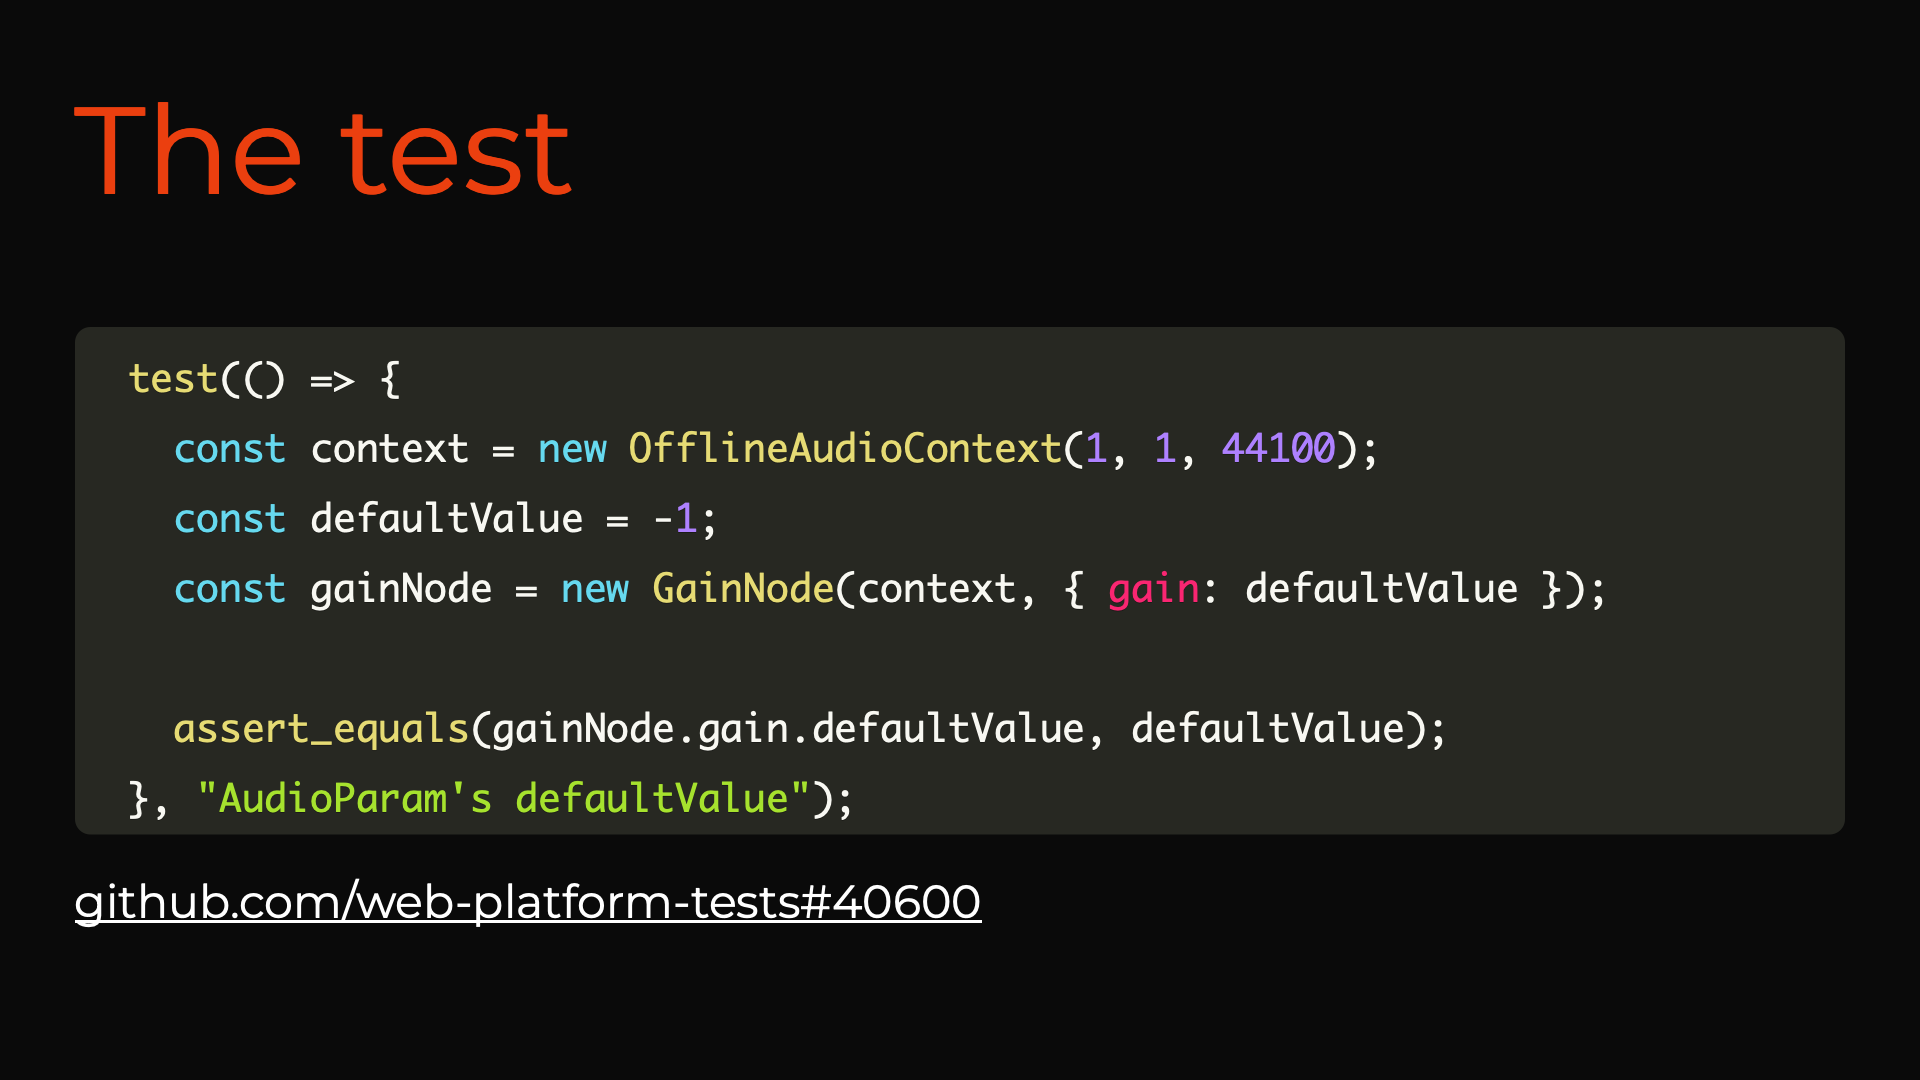 The test
test(() => {
  const context = new OfflineAudioContext(1, 1, 44100);
  const defaultValue = -1;
  const gainNode = new GainNode(context, { gain: defaultValue });

  assert_equals(gainNode.gain.defaultValue, defaultValue);
}, "AudioParam's defaultValue");
github.com/web-platform-tests#40600